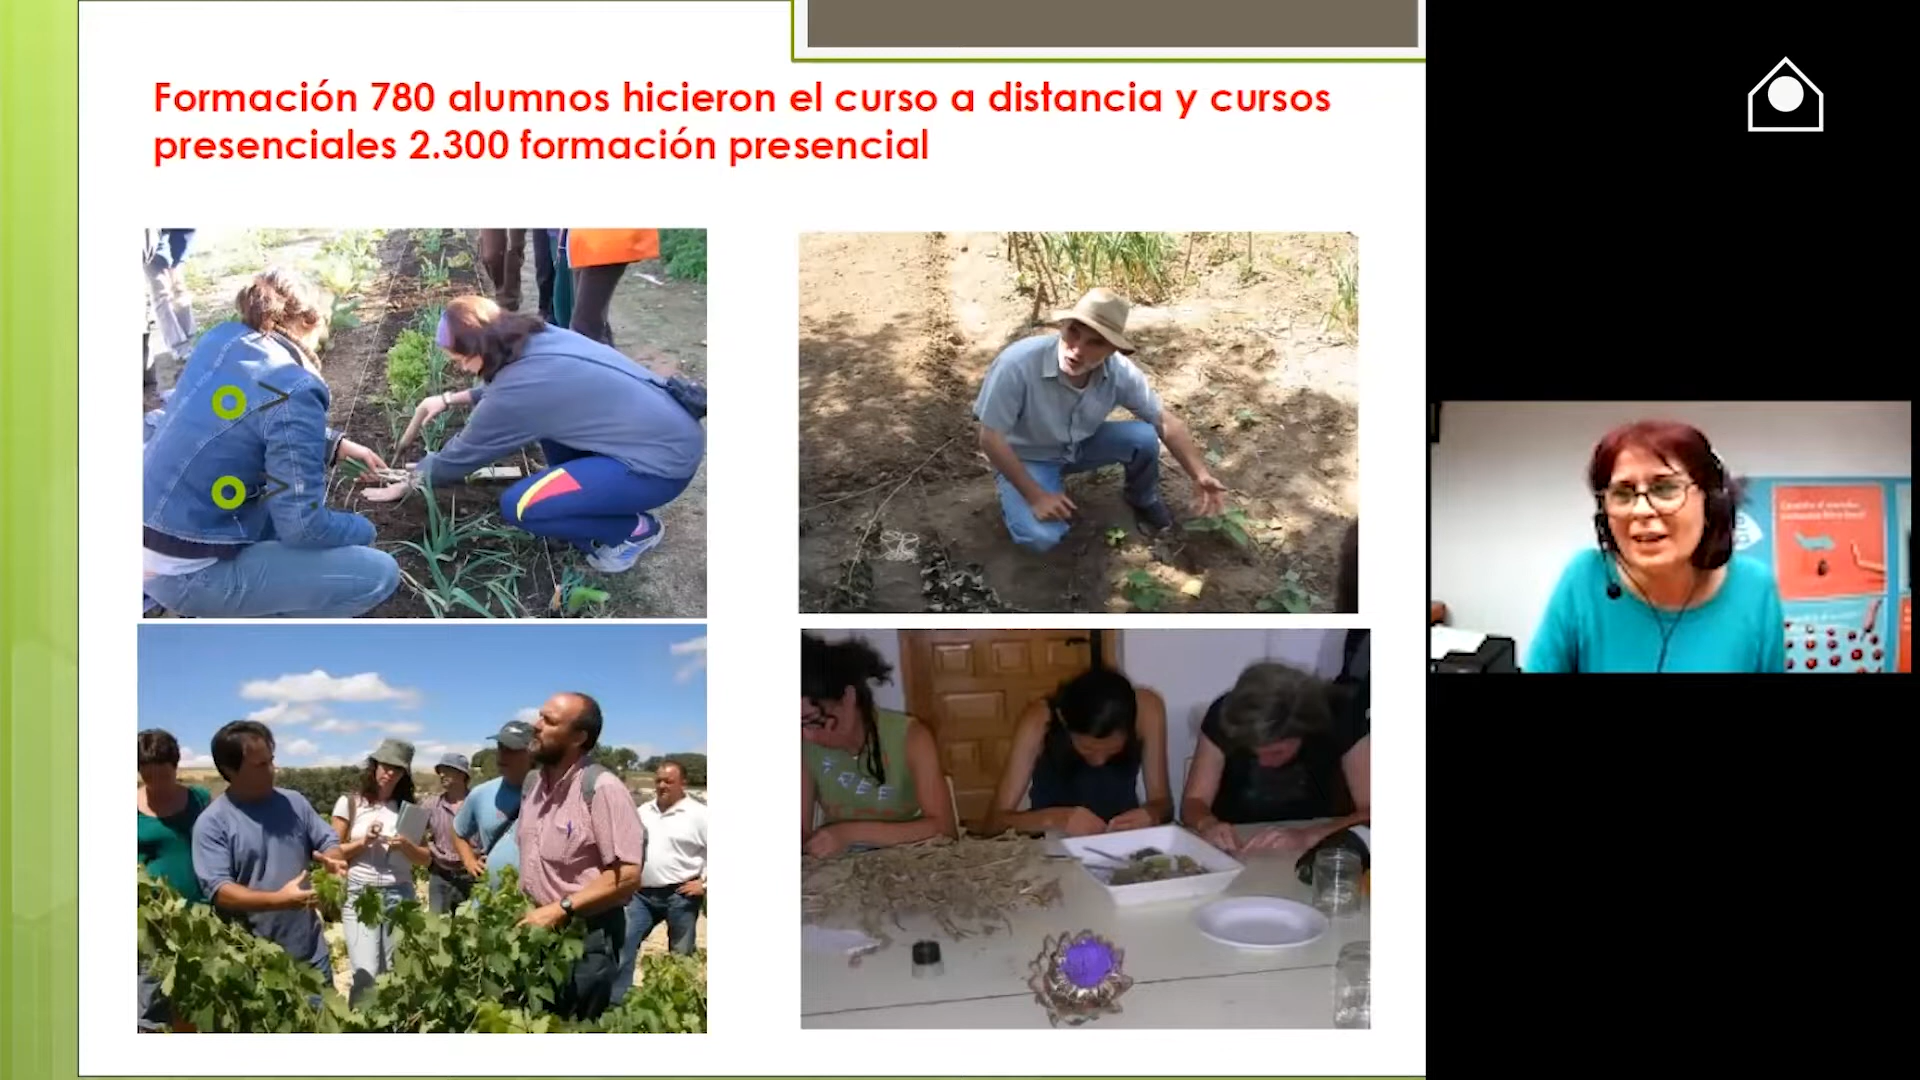 Formación 780 alumnos hicieron el curso a distancia y cursos
presenciales 2.300 formación presencial